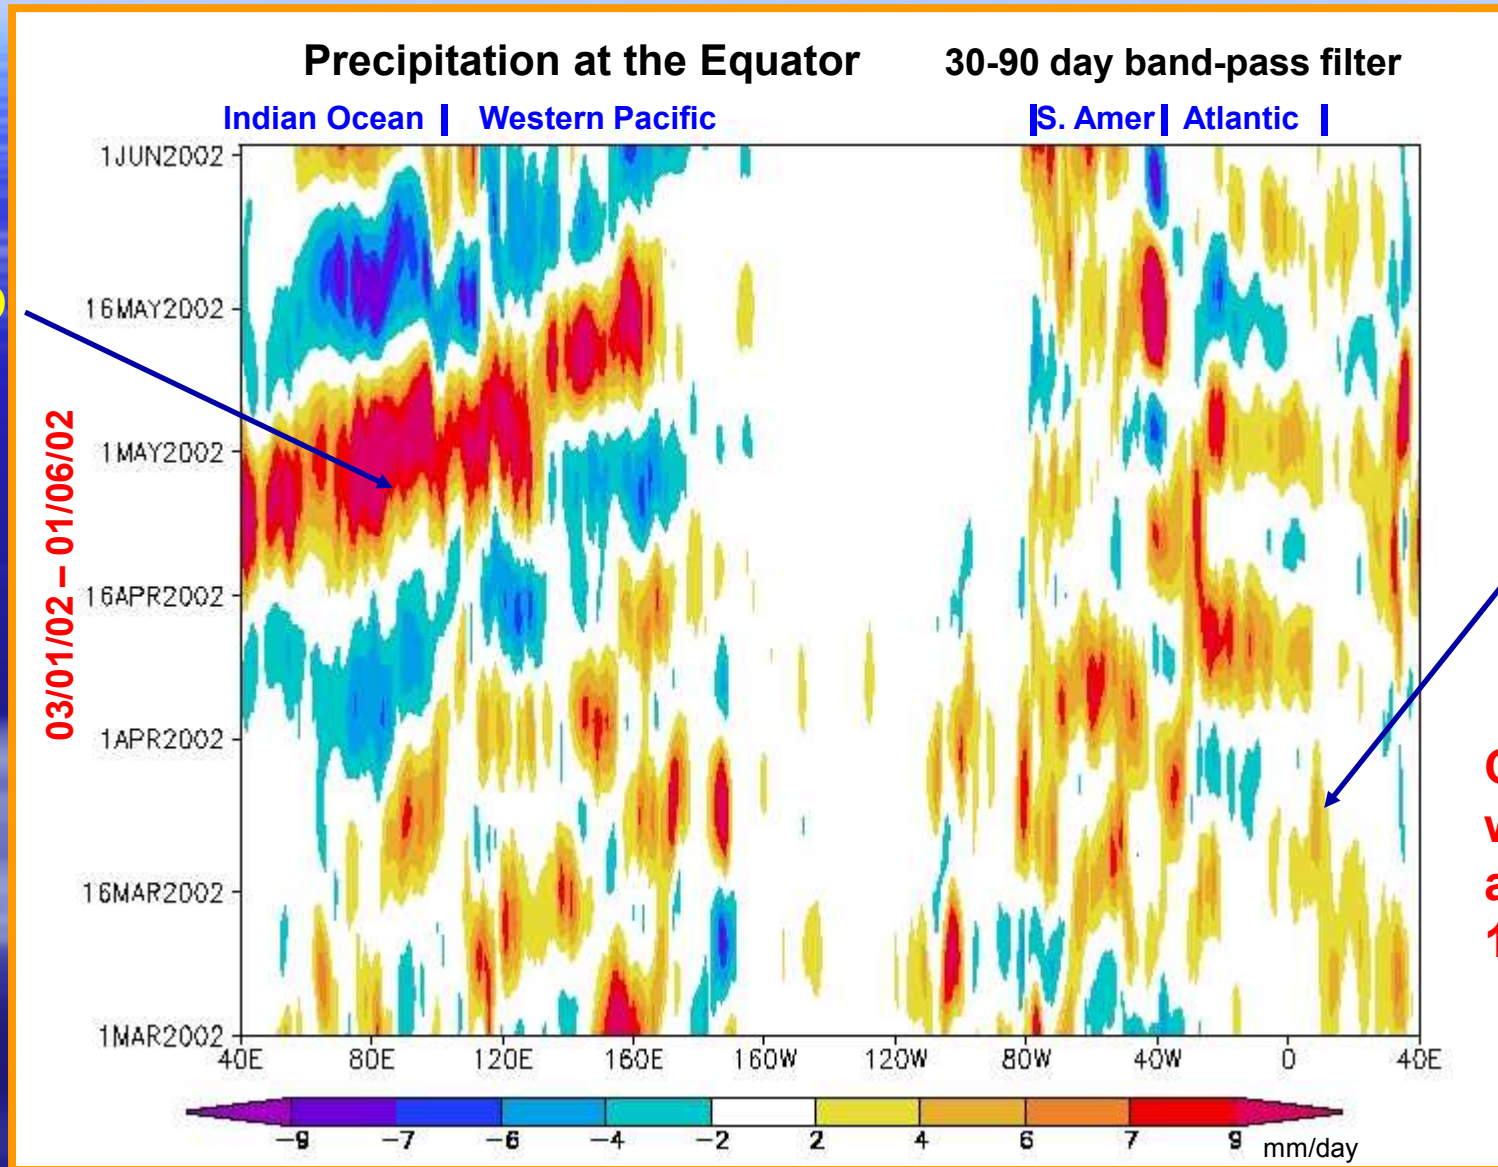 Precipitation at the Equator 30-90 day band-pass filter
Indian Ocean Western Pacific S. Amer Atlantic
1JUN2002
16MAY2002
1MAY2002
16APR2002
1APR2002
16MAR2002
1MAR2002
03/01/02 – 01/06/02
40E 80E 120E 160E 160W 120W 80W 40W 0 40E
-9 -7 -6 -4 -2 2 4 6 7 9 mm/day